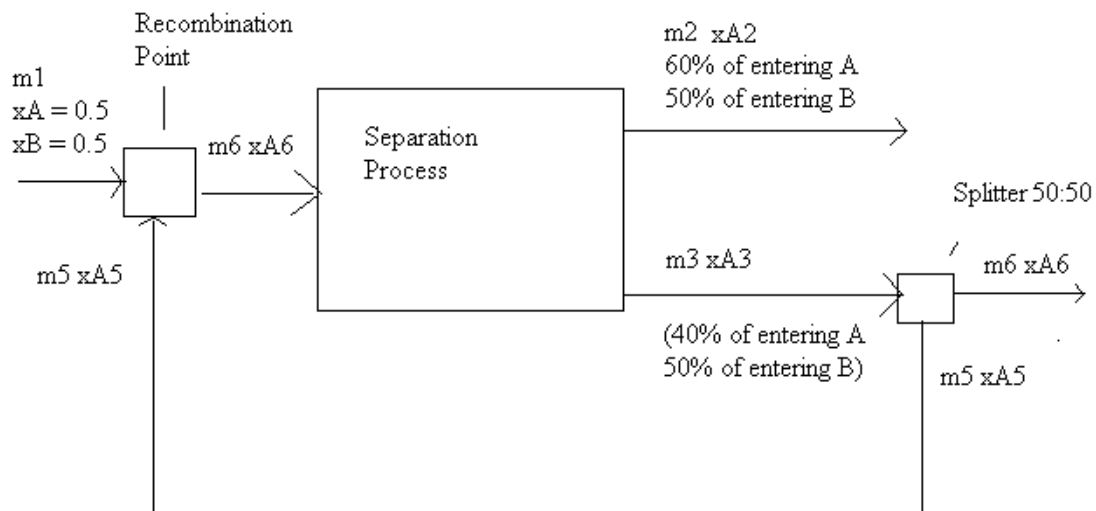 Recombination
Point
m1
xA = 0.5
xB = 0.5
m6 xA6
Separation
Process
m2 xA2
60% of entering A
50% of entering B
Splitter 50:50
m3 xA3
m6 xA6
(40% of entering A
50% of entering B)
m5 xA5
m5 xA5